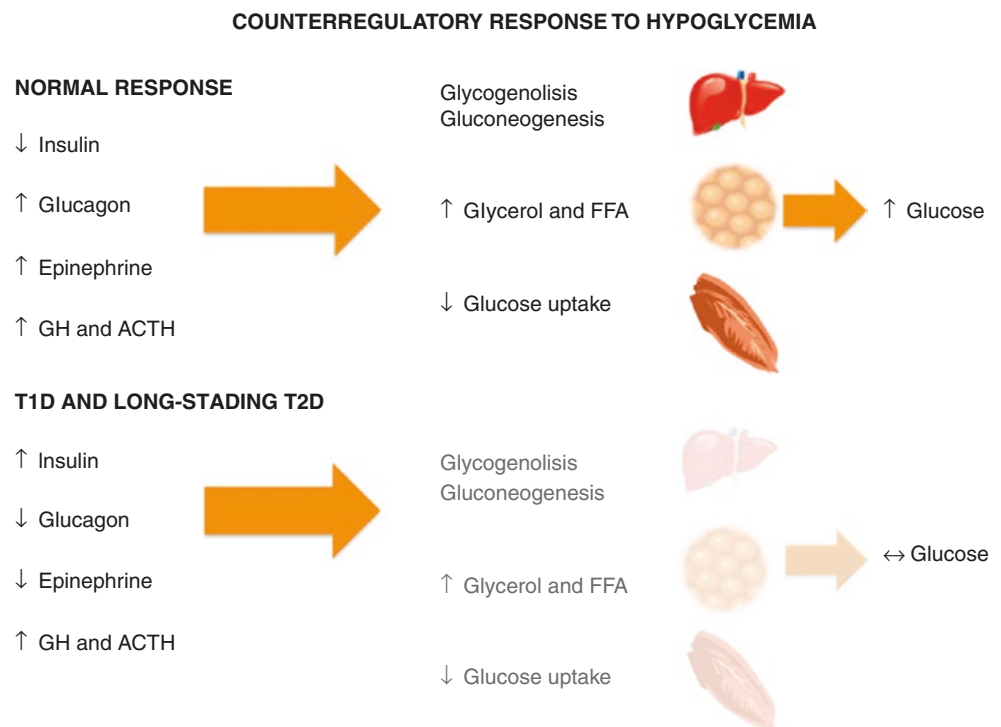 COUNTERREGULATORY RESPONSE TO HYPOGLYCEMIA
NORMAL RESPONSE
↓ Insulin
↑ Glucagon
↑ Epinephrine
↑ GH and ACTH
Glycogenolisis
Gluconeogenesis
↑ Glycerol and FFA
↓ Glucose uptake
↑ Glucose
T1D AND LONG-STADING T2D
↑ Insulin
↓ Glucagon
↓ Epinephrine
↑ GH and ACTH
Glycogenolisis
Gluconeogenesis
↑ Glycerol and FFA
↓ Glucose uptake
↔ Glucose